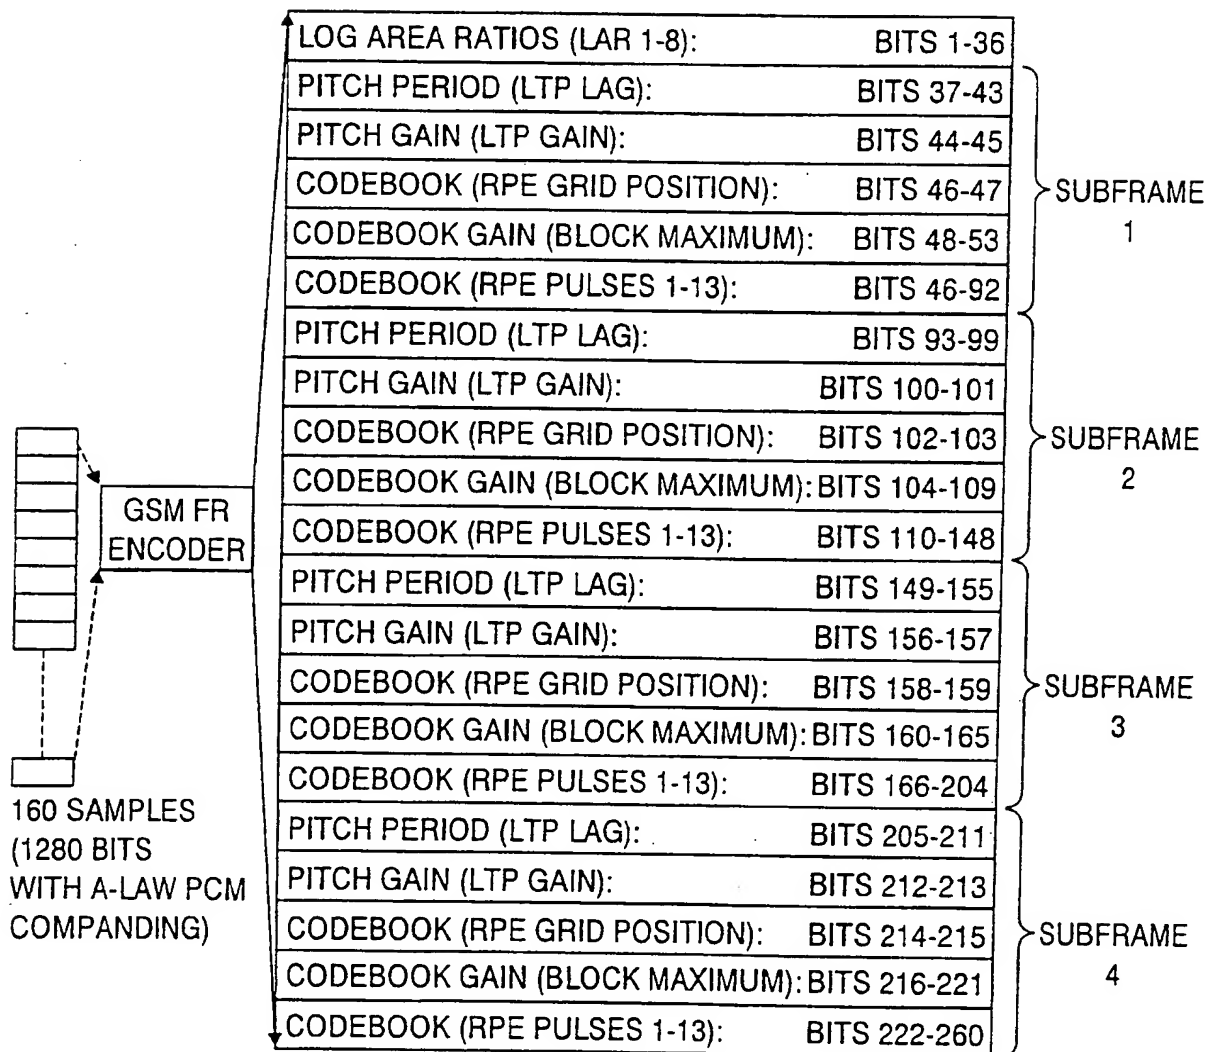 LOG AREA RATIOS (LAR 1-8): BITS 1-36
PITCH PERIOD (LTP LAG): BITS 37-43
PITCH GAIN (LTP GAIN): BITS 44-45
CODEBOOK (RPE GRID POSITION): BITS 46-47
CODEBOOK GAIN (BLOCK MAXIMUM): BITS 48-53
CODEBOOK (RPE PULSES 1-13): BITS 46-92
SUBFRAME
1
PITCH PERIOD (LTP LAG): BITS 93-99
PITCH GAIN (LTP GAIN): BITS 100-101
CODEBOOK (RPE GRID POSITION): BITS 102-103
CODEBOOK GAIN (BLOCK MAXIMUM): BITS 104-109
CODEBOOK (RPE PULSES 1-13): BITS 110-148
SUBFRAME
2
PITCH PERIOD (LTP LAG): BITS 149-155
PITCH GAIN (LTP GAIN): BITS 156-157
CODEBOOK (RPE GRID POSITION): BITS 158-159
CODEBOOK GAIN (BLOCK MAXIMUM): BITS 160-165
CODEBOOK (RPE PULSES 1-13): BITS 166-204
SUBFRAME
3
PITCH PERIOD (LTP LAG): BITS 205-211
PITCH GAIN (LTP GAIN): BITS 212-213
CODEBOOK (RPE GRID POSITION): BITS 214-215
CODEBOOK GAIN (BLOCK MAXIMUM): BITS 216-221
CODEBOOK (RPE PULSES 1-13): BITS 222-260
SUBFRAME
4
GSM FR
ENCODER
160 SAMPLES
(1280 BITS
WITH A-LAW PCM
COMPANDING)